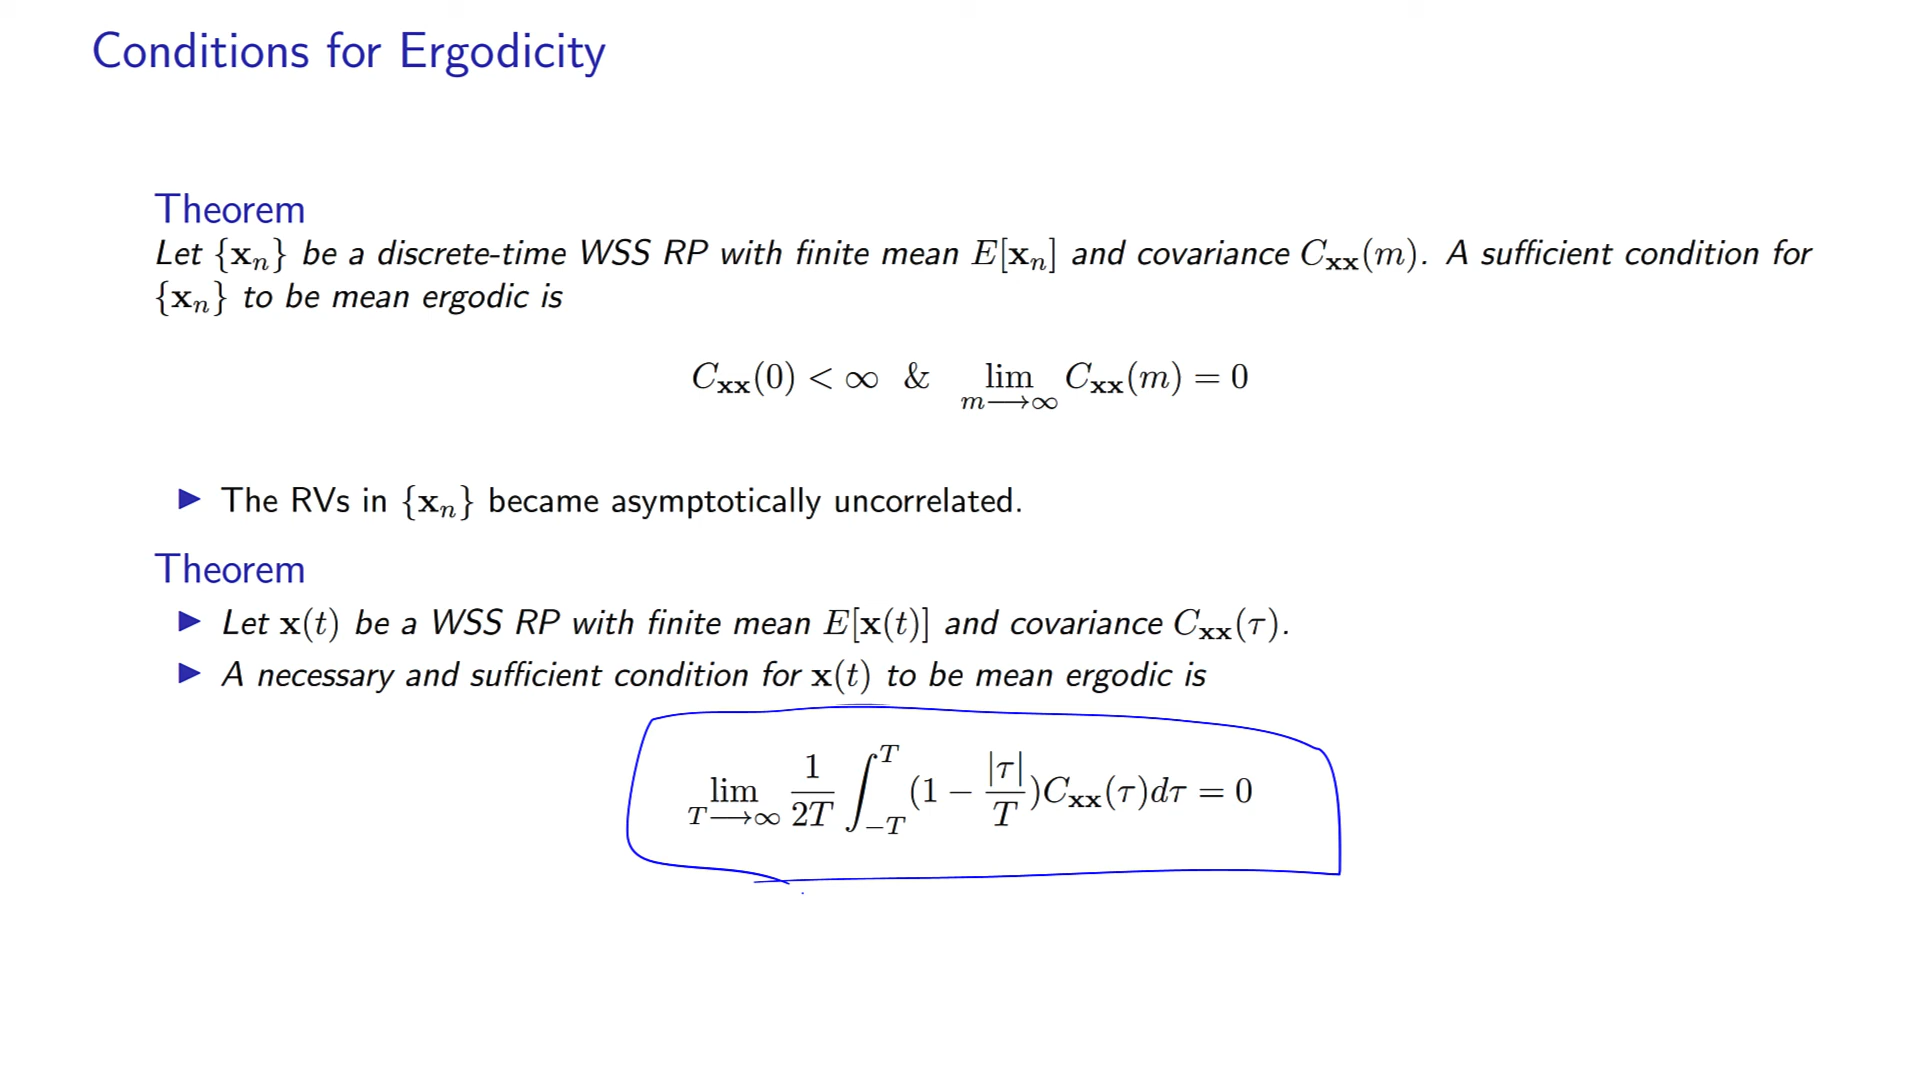 Conditions for Ergodicity
Theorem
Let {𝐱ₙ} be a discrete-time WSS RP with finite mean E[𝐱ₙ] and covariance C𝐱𝐱(m). A sufficient condition for
{𝐱ₙ} to be mean ergodic is
C𝐱𝐱(0) < ∞ & lim_{m⟶∞} C𝐱𝐱(m) = 0
▶ The RVs in {𝐱ₙ} became asymptotically uncorrelated.
Theorem
▶ Let 𝐱(t) be a WSS RP with finite mean E[𝐱(t)] and covariance C𝐱𝐱(τ).
▶ A necessary and sufficient condition for 𝐱(t) to be mean ergodic is
lim_{T⟶∞} 1/2T ∫_{−T}^{T} (1 − |τ|/T)C𝐱𝐱(τ)dτ = 0